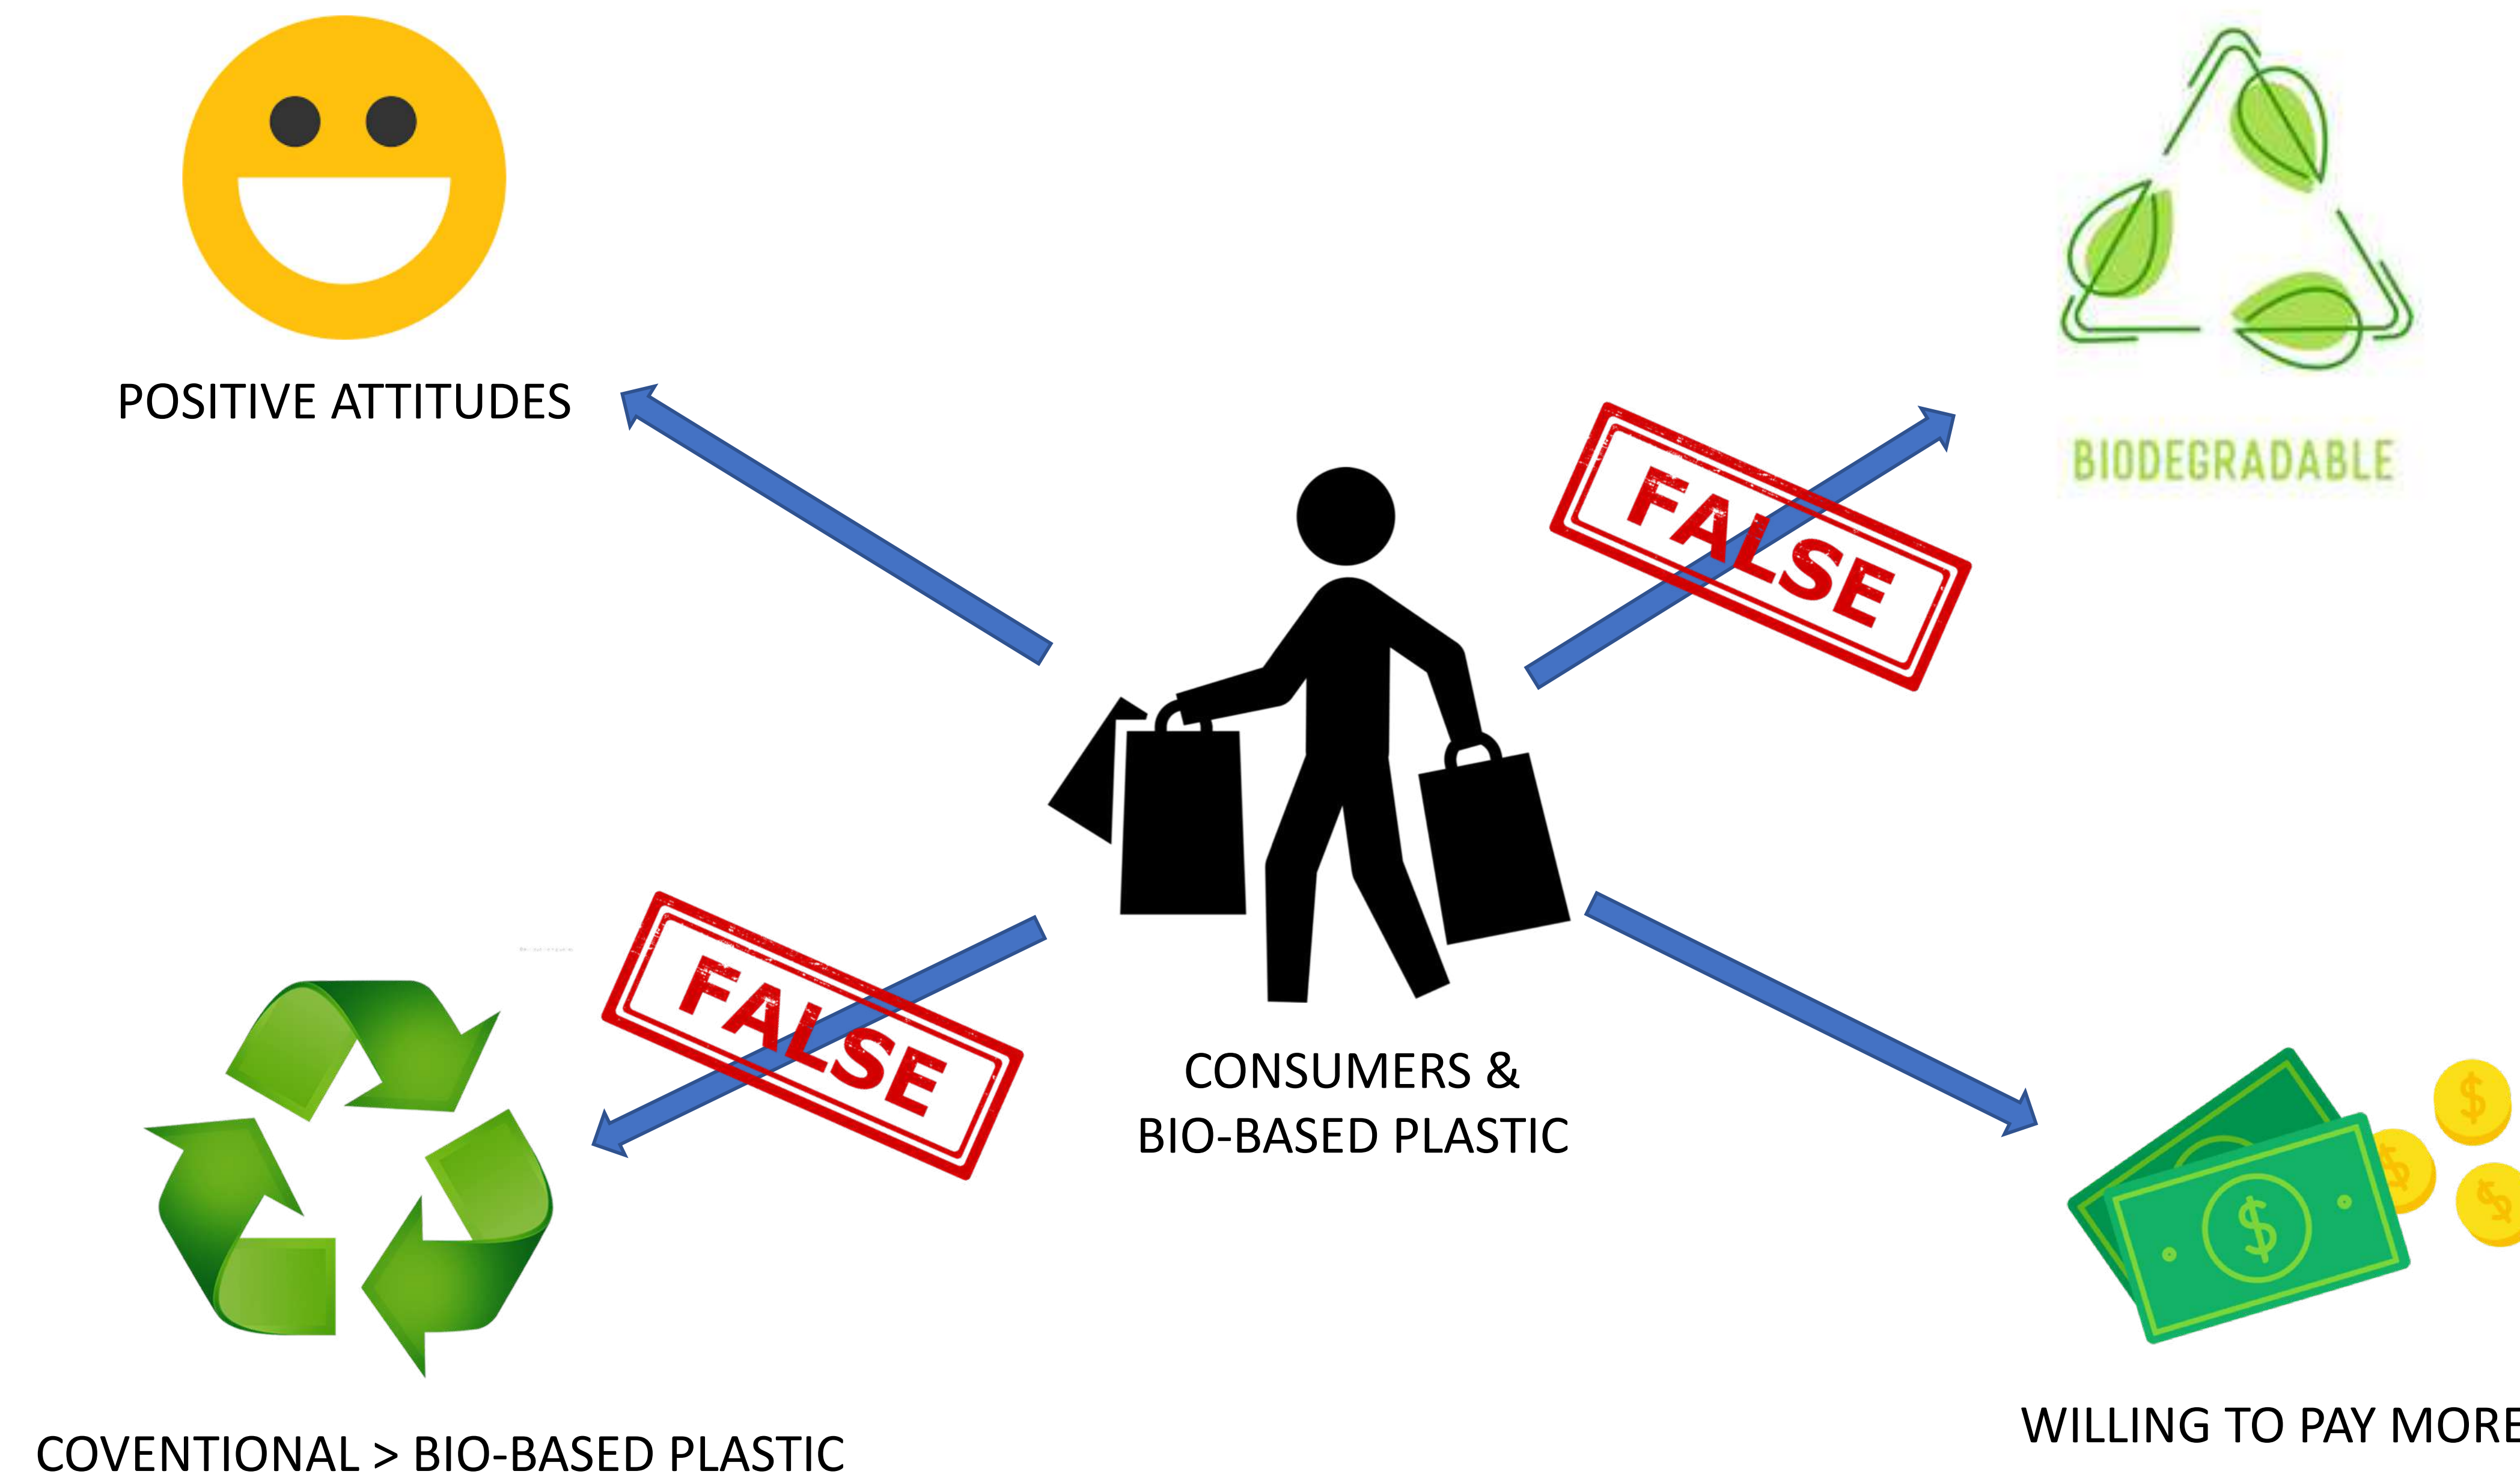 POSITIVE ATTITUDES
BIODEGRADABLE
FALSE
FALSE
CONSUMERS &
BIO-BASED PLASTIC
COVENTIONAL > BIO-BASED PLASTIC
WILLING TO PAY MORE